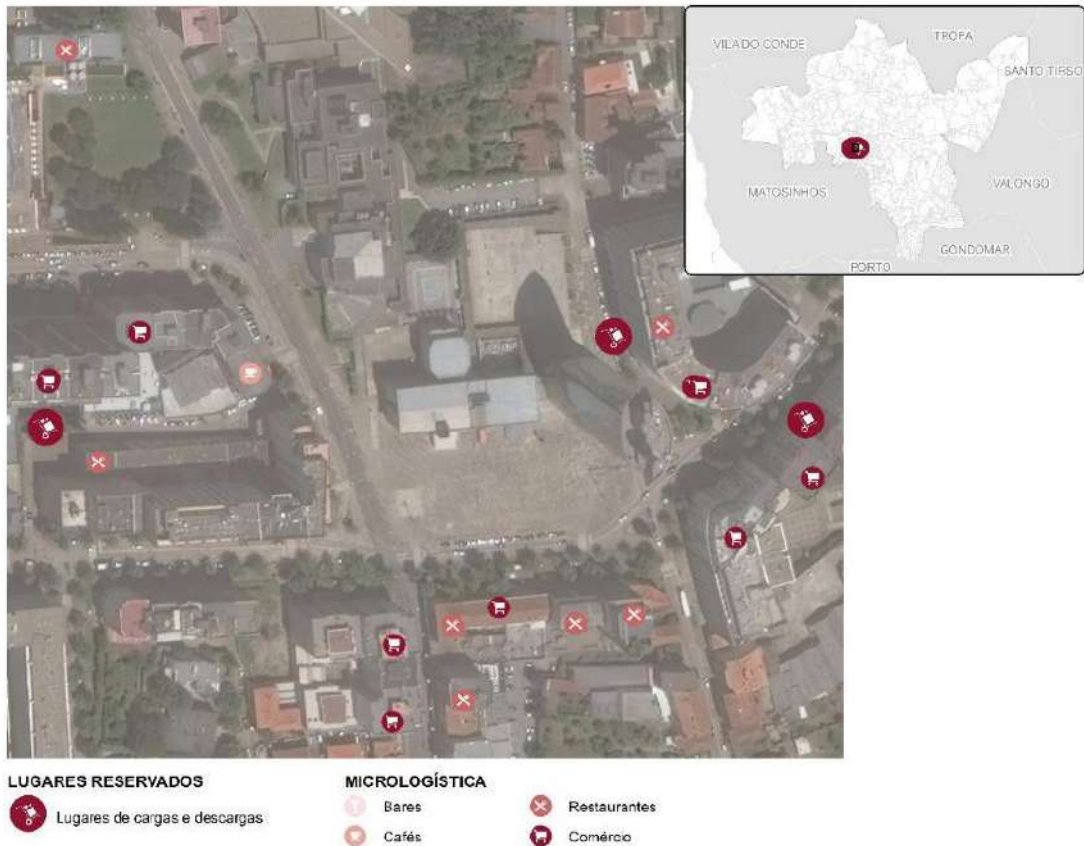 VILA DO CONDE
TROFA
SANTO TIRSO
MATOSINHOS
VALONGO
GONDOMAR
PORTO
LUGARES RESERVADOS
Lugares de cargas e descargas
MICROLOGÍSTICA
Bares
Cafés
Restaurantes
Comércio